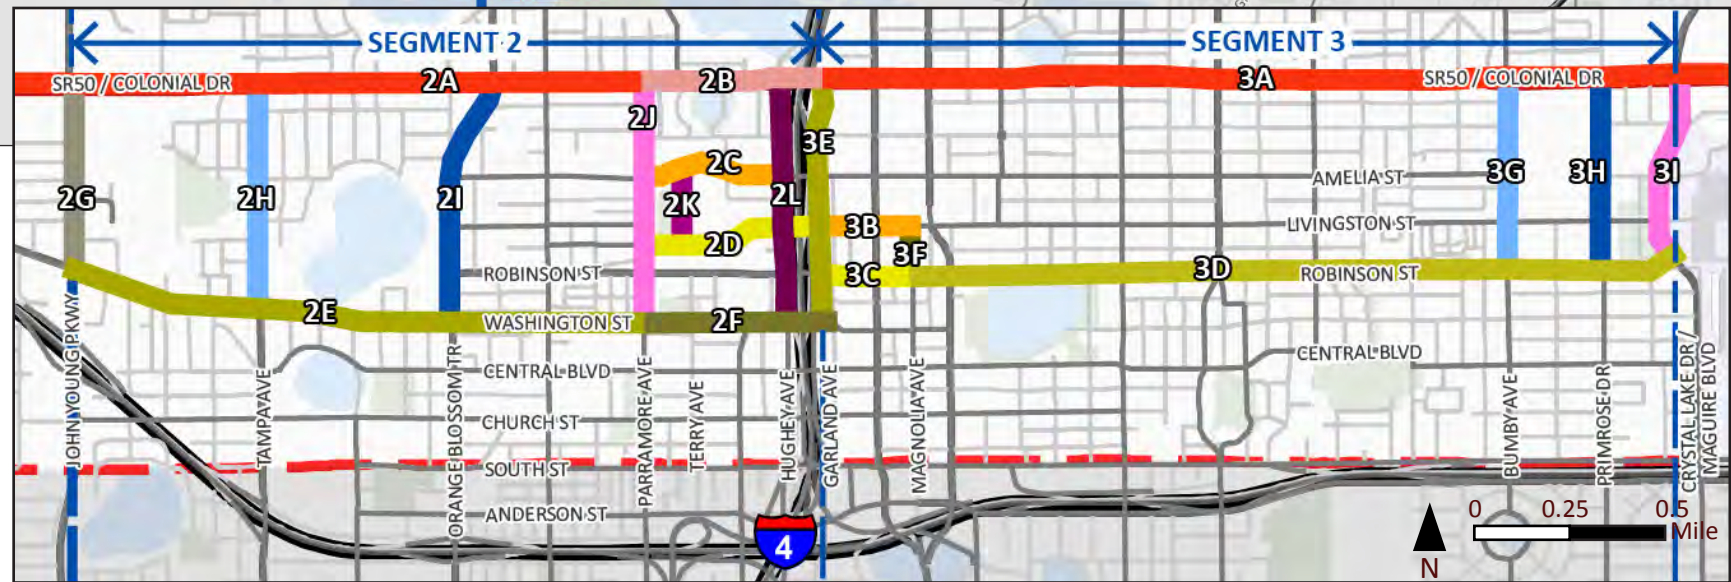 SEGMENT 2
SEGMENT 3
SR50 / COLONIAL DR
2A
2B
3A
SR50 / COLONIAL DR
2J
3E
2C
2G
2H
2I
2K
2L
AMELIA ST
3G
3H
3I
2D
3B
3F
LIVINGSTON ST
ROBINSON ST
3C
3D
ROBINSON ST
2E
WASHINGTON ST
2F
CENTRAL BLVD
CENTRAL BLVD
CHURCH ST
SOUTH ST
ANDERSON ST
JOHN YOUNG PKWY
TAMPA AVE
ORANGE BLOSSOM TR
PARRAMORE AVE
TERRY AVE
HUGHEY AVE
GARLAND AVE
MAGNOLIA AVE
BUMBY AVE
PRIMROSE DR
CRYSTAL LAKE DR /
MAGUIRE BLVD
4
N
0 0.25 0.5
Mile